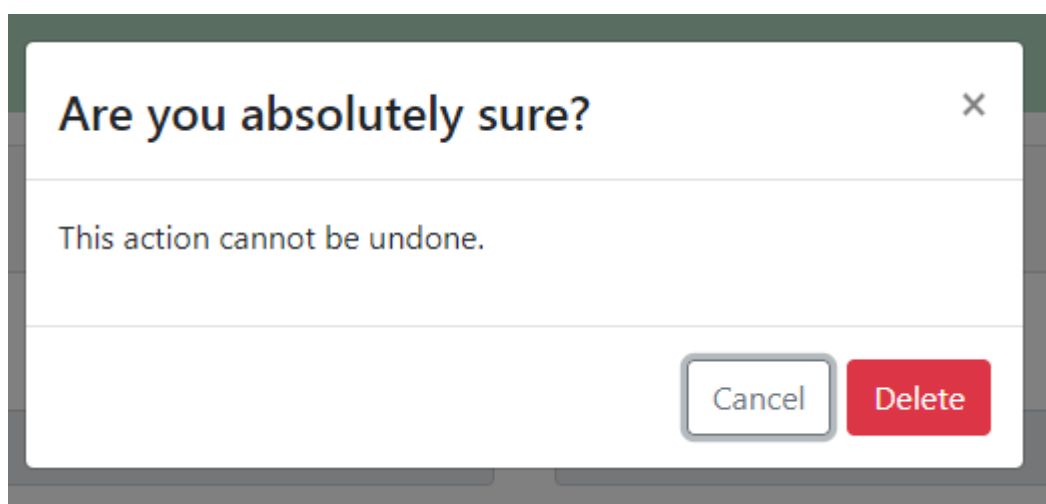 Are you absolutely sure?
×
This action cannot be undone.
Cancel
Delete